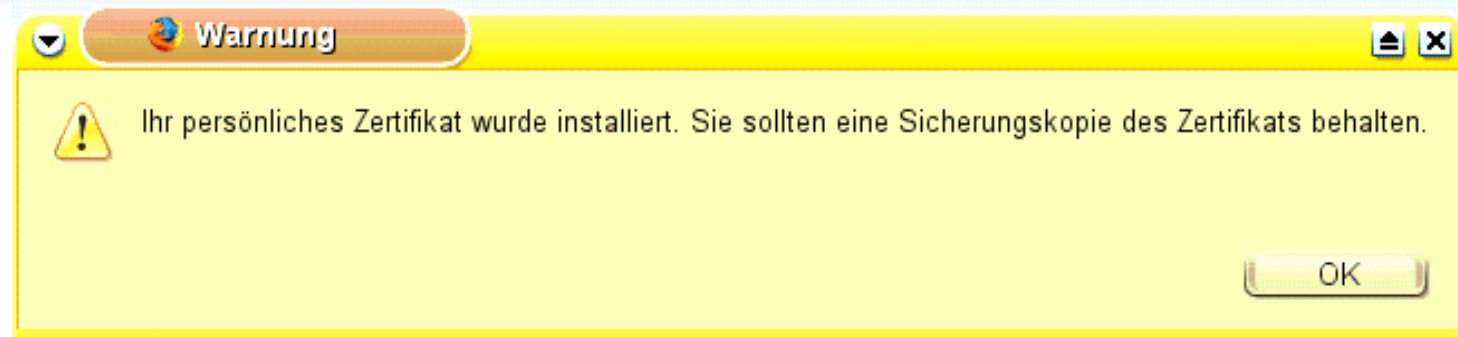 Warnung
Ihr persönliches Zertifikat wurde installiert. Sie sollten eine Sicherungskopie des Zertifikats behalten.
OK